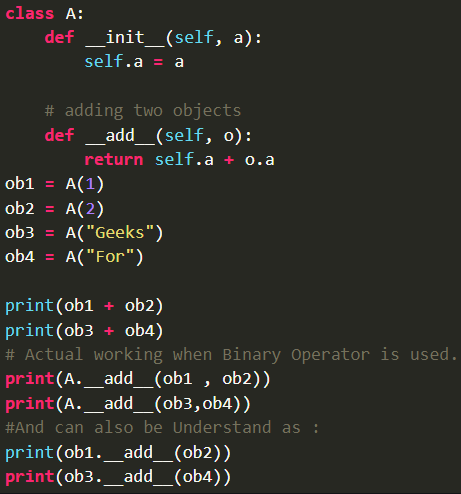 class A:
    def __init__(self, a):
        self.a = a

    # adding two objects
    def __add__(self, o):
        return self.a + o.a
ob1 = A(1)
ob2 = A(2)
ob3 = A("Geeks")
ob4 = A("For")

print(ob1 + ob2)
print(ob3 + ob4)
# Actual working when Binary Operator is used.
print(A.__add__(ob1 , ob2))
print(A.__add__(ob3,ob4))
#And can also be Understand as :
print(ob1.__add__(ob2))
print(ob3.__add__(ob4))